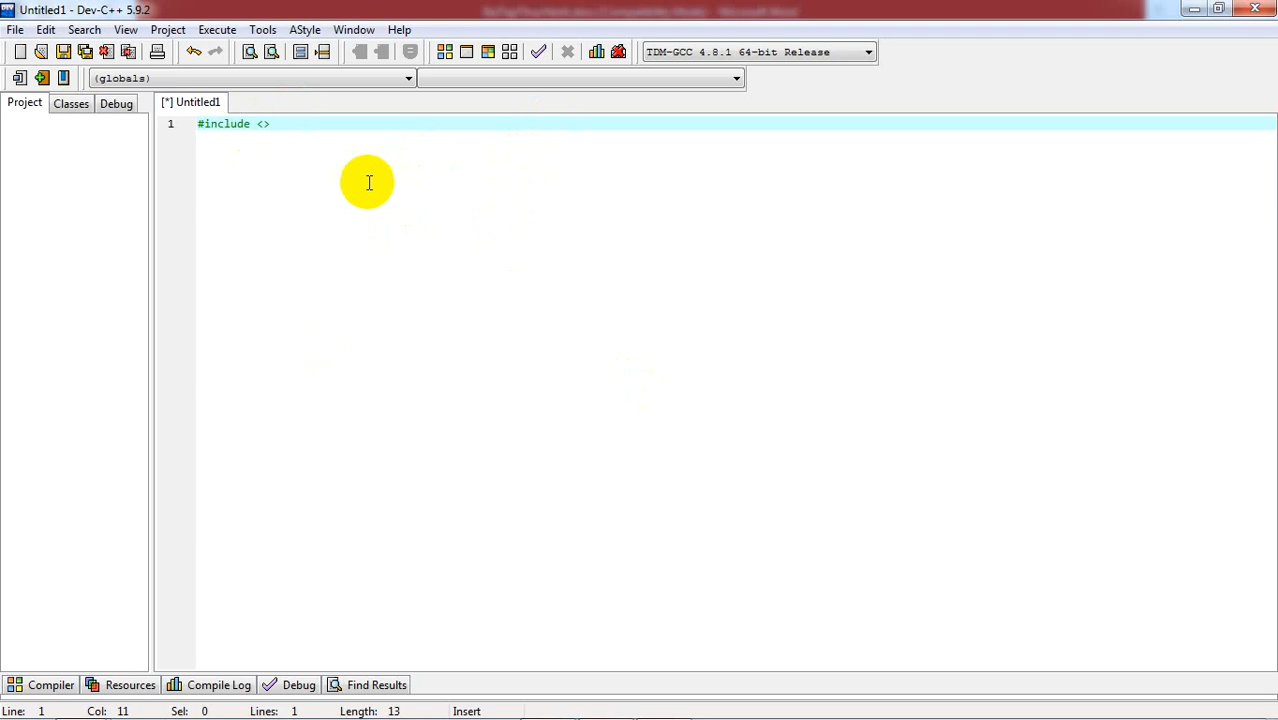 Untitled1 - Dev-C++ 5.9.2
File Edit Search View Project Execute Tools AStyle Window Help
TDM-GCC 4.8.1 64-bit Release
(globals)
Project Classes Debug
[*] Untitled1
1 #include <>
Compiler Resources Compile Log Debug Find Results
Line: 1 Col: 11 Sel: 0 Lines: 1 Length: 13 Insert